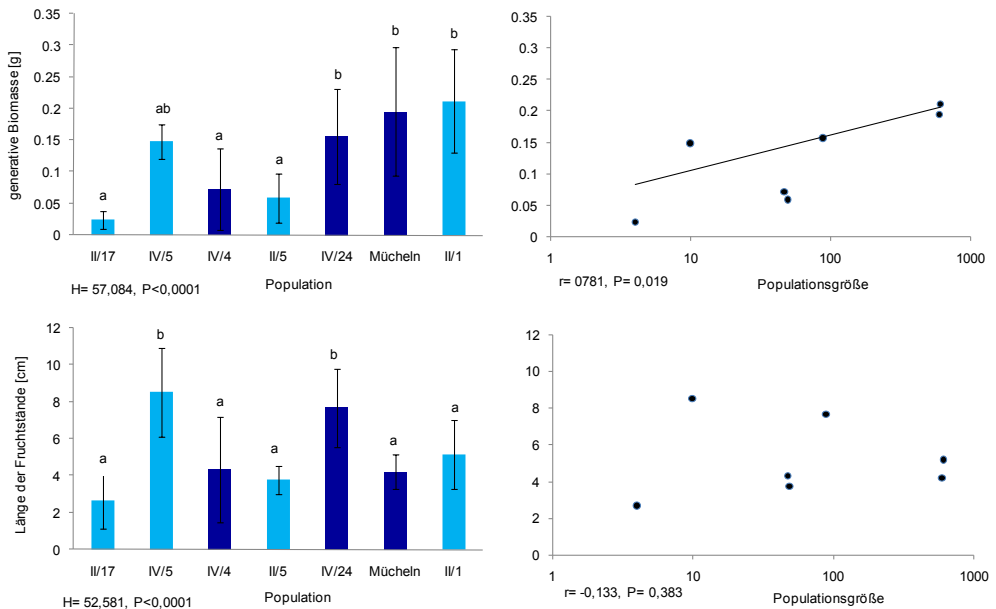 generative Biomasse [g]
0.35
0.3
0.25
0.2
0.15
0.1
0.05
0
a
ab
a
a
b
b
b
II/17 IV/5 IV/4 II/5 IV/24 Mücheln II/1
Population
H= 57,084, P<0,0001
0.35
0.3
0.25
0.2
0.15
0.1
0.05
0
1 10 100 1000
Populationsgröße
r= 0781, P= 0,019
Länge der Fruchtstände [cm]
12
10
8
6
4
2
0
a
b
a
a
b
a
a
II/17 IV/5 IV/4 II/5 IV/24 Mücheln II/1
Population
H= 52,581, P<0,0001
12
10
8
6
4
2
0
1 10 100 1000
Populationsgröße
r= -0,133, P= 0,383